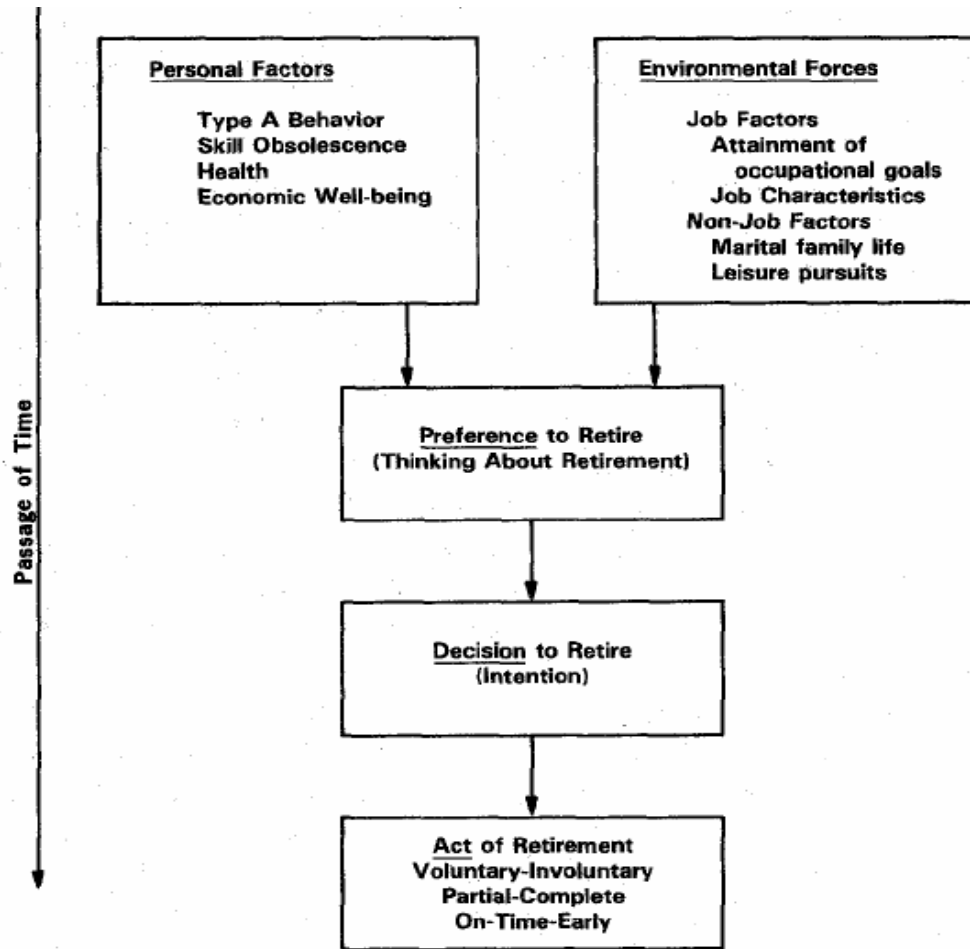 Personal Factors
Type A Behavior
Skill Obsolescence
Health
Economic Well-being
Environmental Forces
Job Factors
Attainment of
occupational goals
Job Characteristics
Non-Job Factors
Marital family life
Leisure pursuits
Passage of Time
Preference to Retire
(Thinking About Retirement)
Decision to Retire
(Intention)
Act of Retirement
Voluntary-Involuntary
Partial-Complete
On-Time-Early